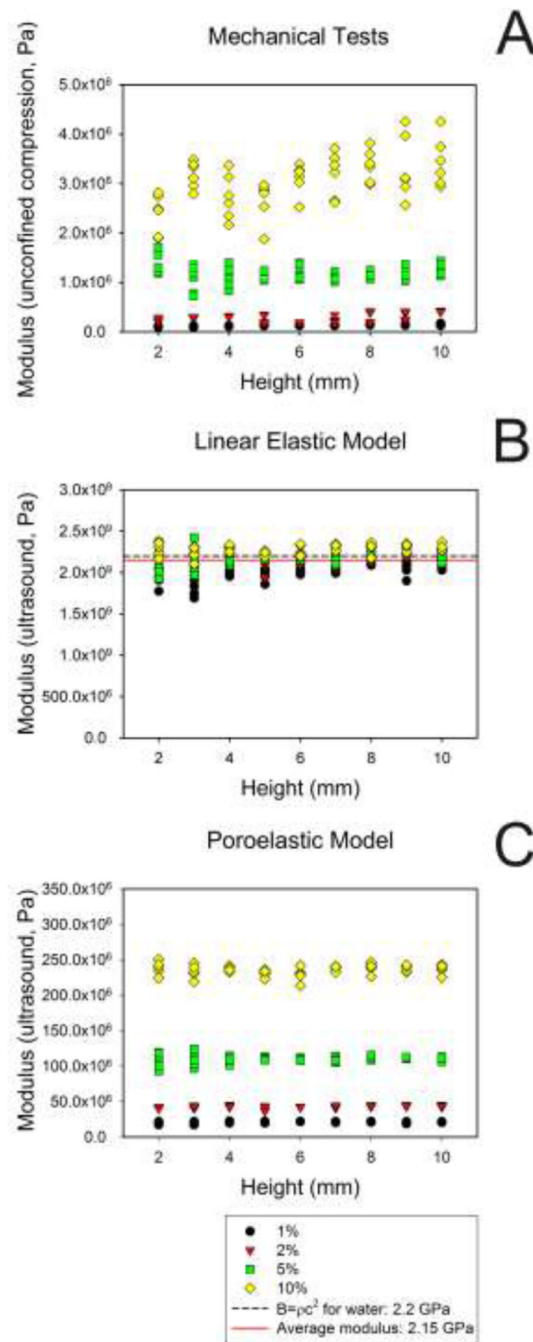 A
Mechanical Tests
Modulus (unconfined compression, Pa)
5.0x10⁶
4.0x10⁶
3.0x10⁶
2.0x10⁶
1.0x10⁶
0.0
2 4 6 8 10
Height (mm)
B
Linear Elastic Model
Modulus (ultrasound, Pa)
3.0x10⁹
2.5x10⁹
2.0x10⁹
1.5x10⁹
1.0x10⁹
500.0x10⁶
0.0
2 4 6 8 10
Height (mm)
C
Poroelastic Model
Modulus (ultrasound, Pa)
350.0x10⁶
300.0x10⁶
250.0x10⁶
200.0x10⁶
150.0x10⁶
100.0x10⁶
50.0x10⁶
0.0
2 4 6 8 10
Height (mm)
1%
2%
5%
10%
B=ρc² for water: 2.2 GPa
Average modulus: 2.15 GPa